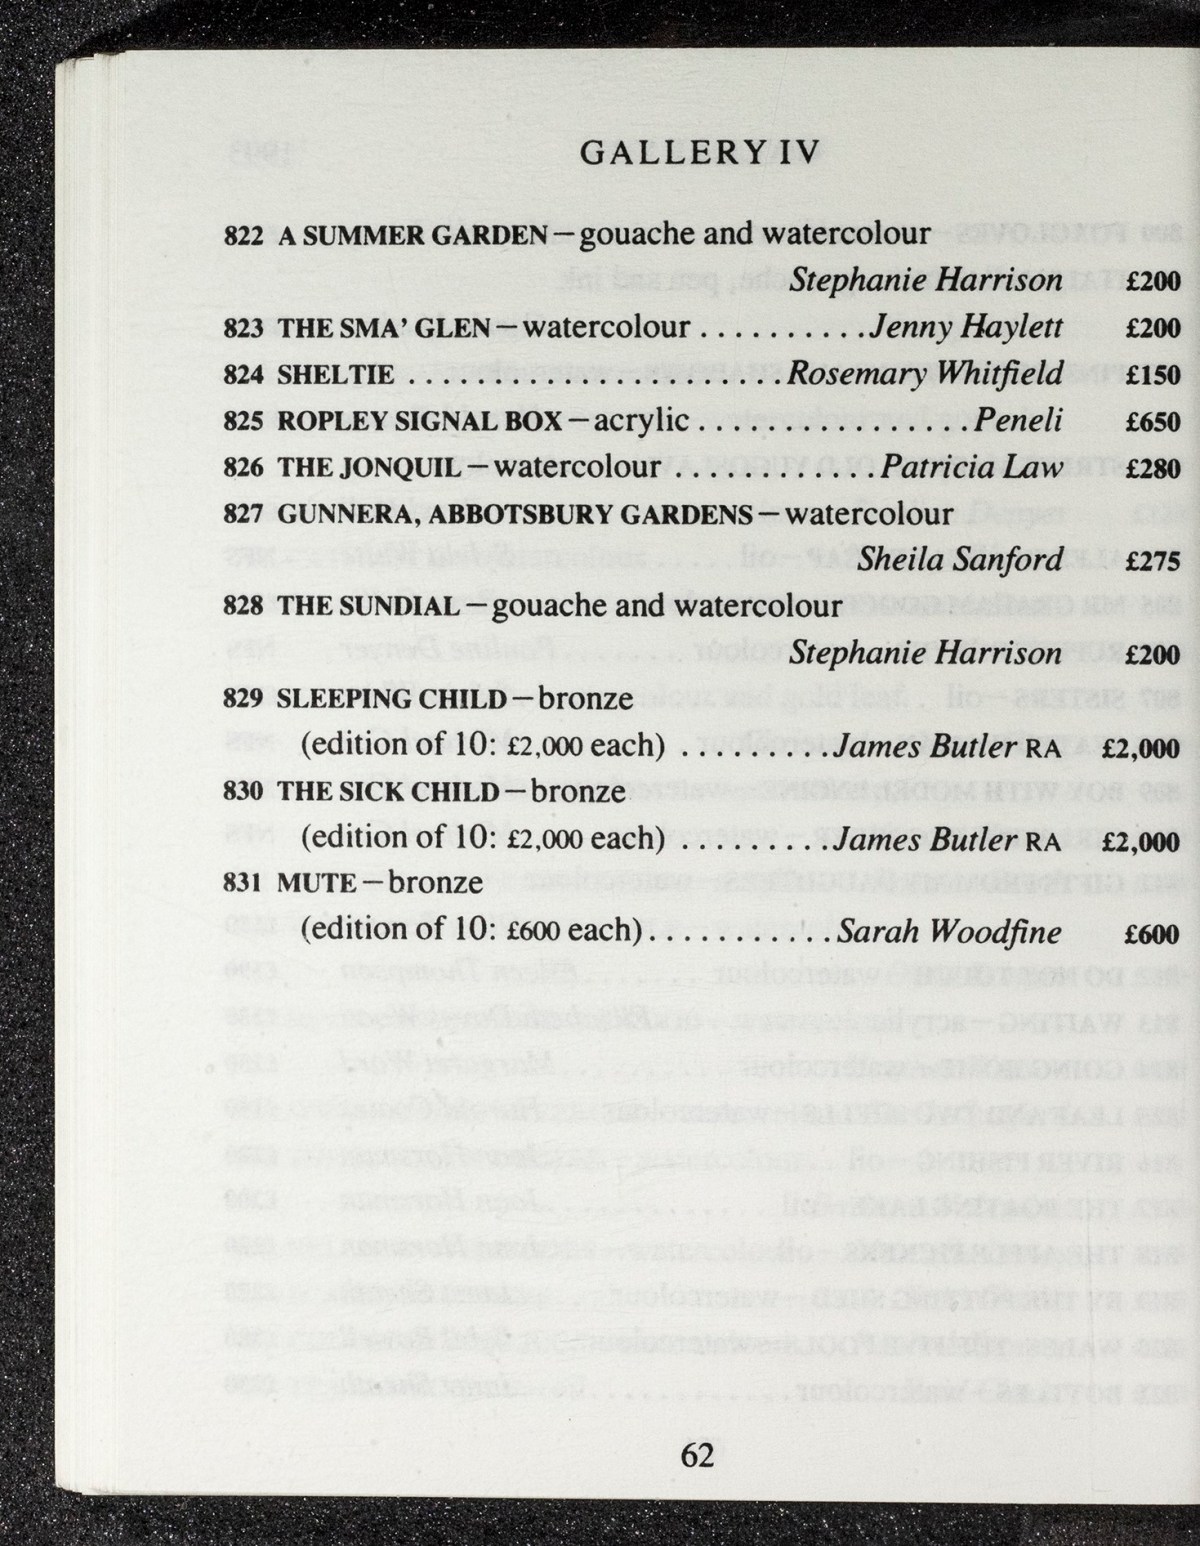 GALLERY IV
822 A SUMMER GARDEN – gouache and watercolour
Stephanie Harrison £200
823 THE SMA' GLEN – watercolour .......... Jenny Haylett £200
824 SHELTIE ....................... Rosemary Whitfield £150
825 ROPLEY SIGNAL BOX – acrylic ................. Peneli £650
826 THE JONQUIL – watercolour ............ Patricia Law £280
827 GUNNERA, ABBOTSBURY GARDENS – watercolour
Sheila Sanford £275
828 THE SUNDIAL – gouache and watercolour
Stephanie Harrison £200
829 SLEEPING CHILD – bronze
(edition of 10: £2,000 each) ......... James Butler RA £2,000
830 THE SICK CHILD – bronze
(edition of 10: £2,000 each) ......... James Butler RA £2,000
831 MUTE – bronze
(edition of 10: £600 each) ........... Sarah Woodfine £600
62